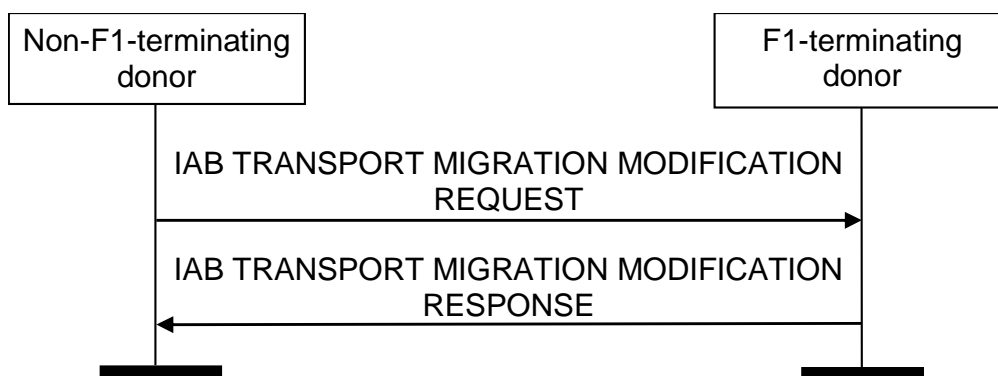 Non-F1-terminating
donor
F1-terminating
donor
IAB TRANSPORT MIGRATION MODIFICATION
REQUEST
IAB TRANSPORT MIGRATION MODIFICATION
RESPONSE